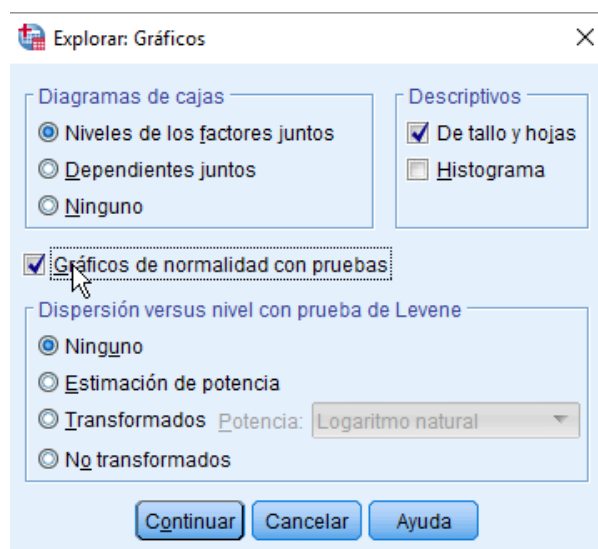 Explorar: Gráficos
Diagramas de cajas
Niveles de los factores juntos
Dependientes juntos
Ninguno
Descriptivos
De tallo y hojas
Histograma
Gráficos de normalidad con pruebas
Dispersión versus nivel con prueba de Levene
Ninguno
Estimación de potencia
Transformados Potencia: Logaritmo natural
No transformados
Continuar Cancelar Ayuda